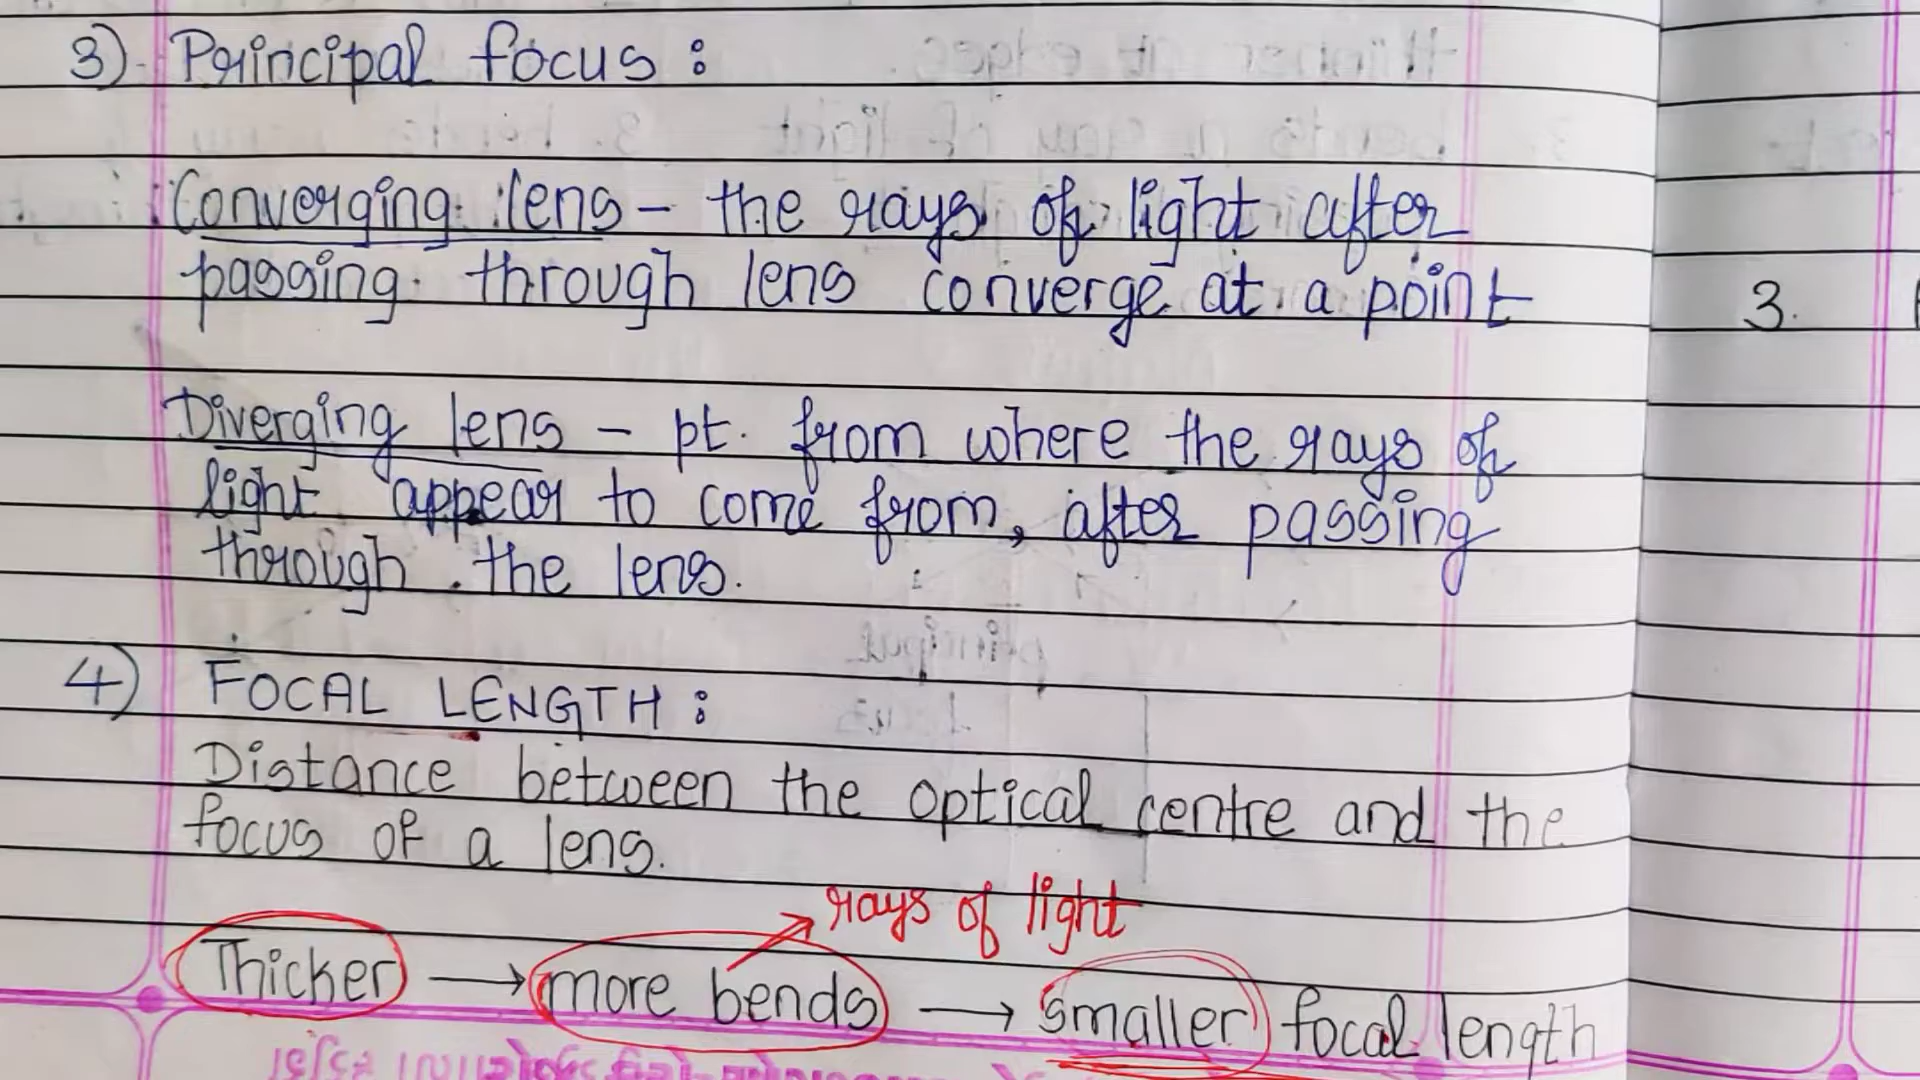 3) Principal focus :
Converging lens - the rays of light after
passing through lens converge at a point
3.
Diverging lens - pt. from where the rays of
light appear to come from, after passing
through the lens.
4) FOCAL LENGTH :
Distance between the optical centre and the
focus of a lens.
rays of light
Thicker → more bends → smaller focal length